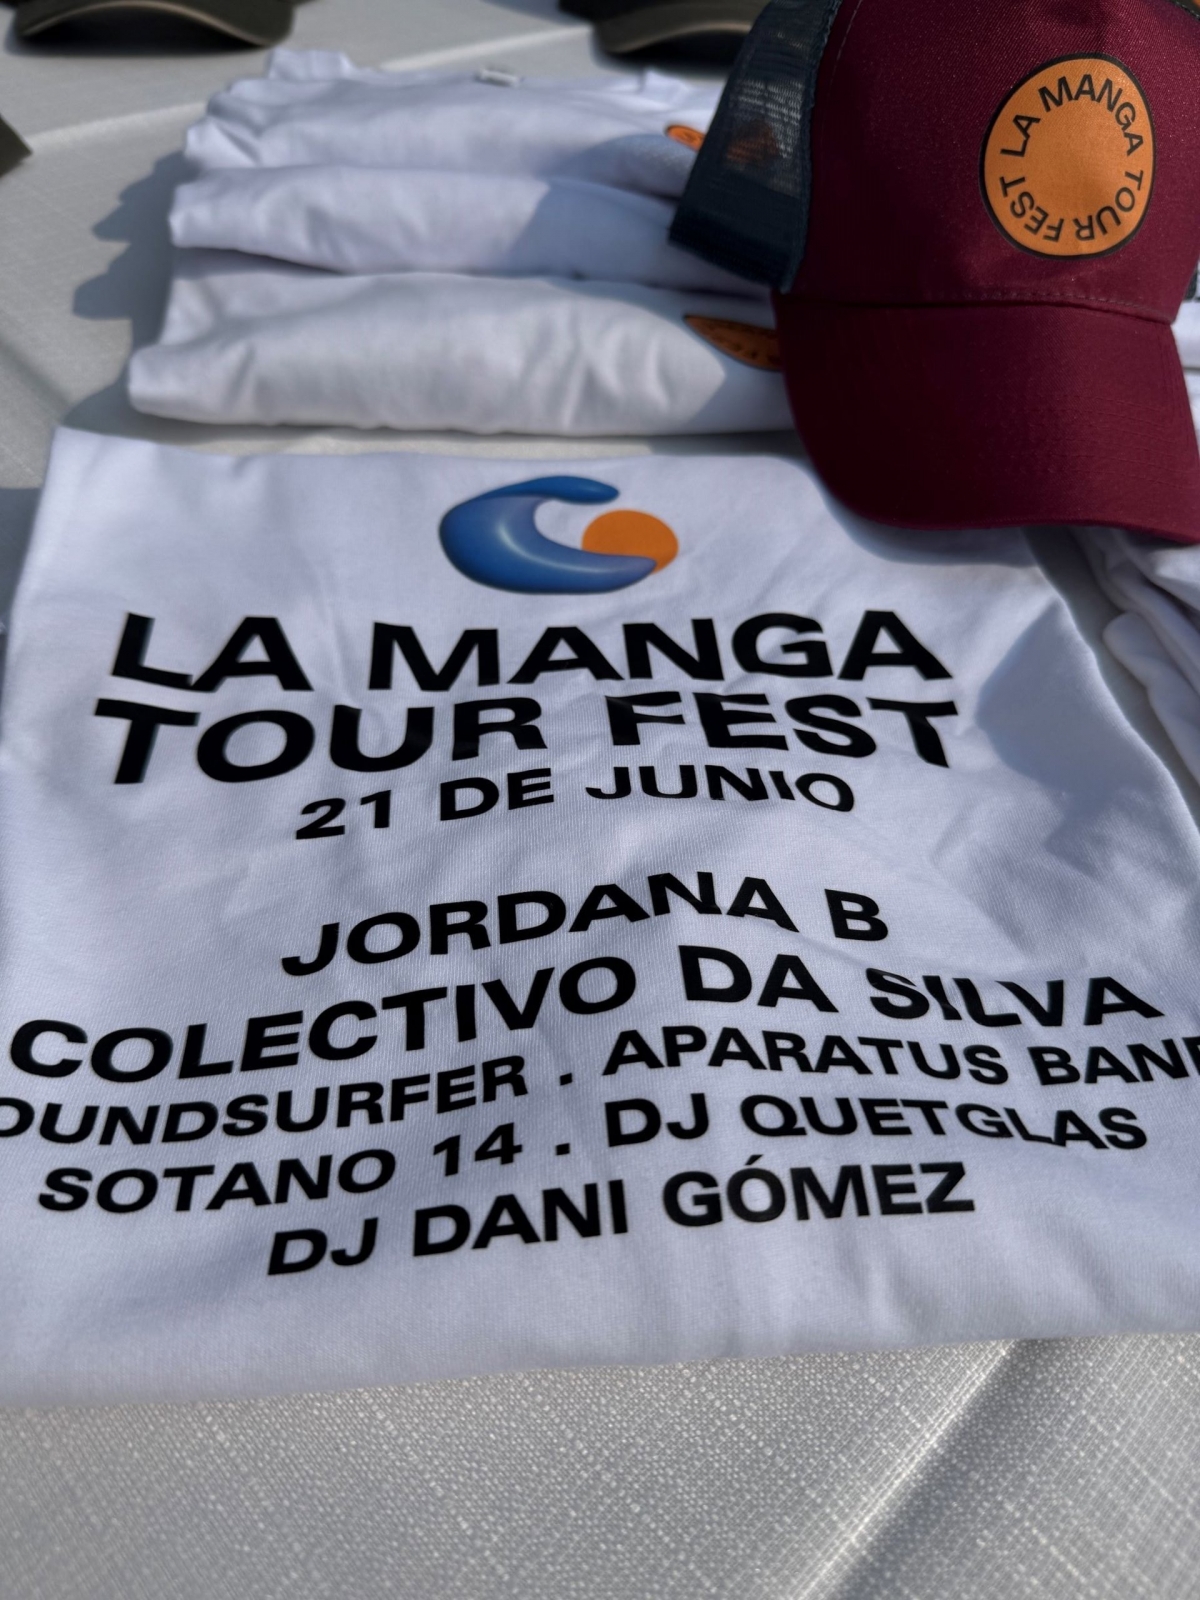 LA MANGA TOUR FEST
LA MANGA
TOUR FEST
21 DE JUNIO
JORDANA B
COLECTIVO DA SILVA
OUNDSURFER . APARATUS BAN
SOTANO 14 . DJ QUETGLAS
DJ DANI GÓMEZ